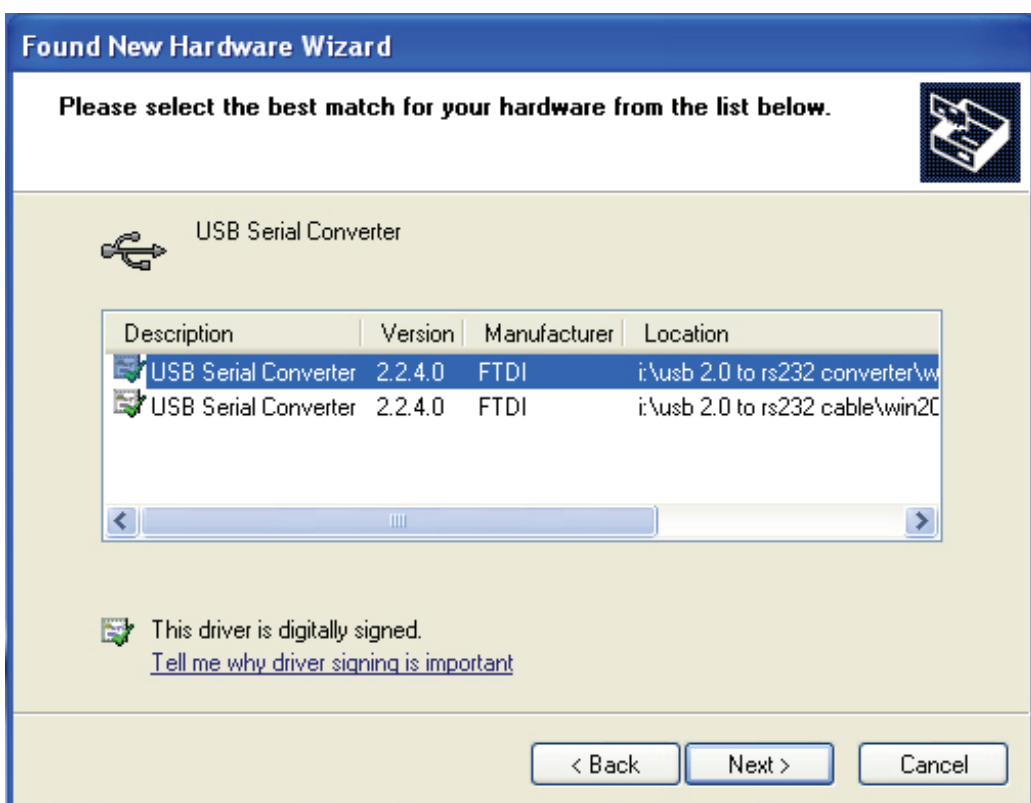 Found New Hardware Wizard
Please select the best match for your hardware from the list below.
USB Serial Converter
Description Version Manufacturer Location
USB Serial Converter 2.2.4.0 FTDI i:\usb 2.0 to rs232 converter\w
USB Serial Converter 2.2.4.0 FTDI i:\usb 2.0 to rs232 cable\win20
This driver is digitally signed.
Tell me why driver signing is important
< Back Next > Cancel